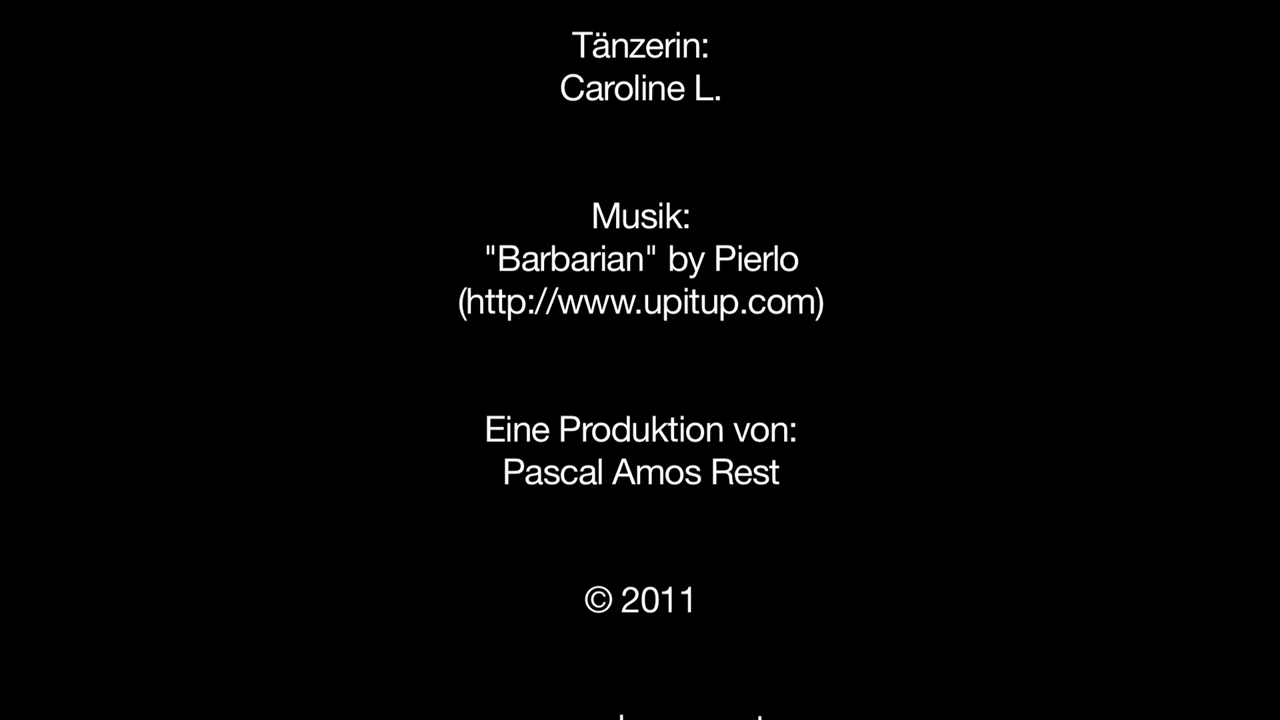 Tänzerin:
Caroline L.
Musik:
"Barbarian" by Pierlo
(http://www.upitup.com)
Eine Produktion von:
Pascal Amos Rest
© 2011